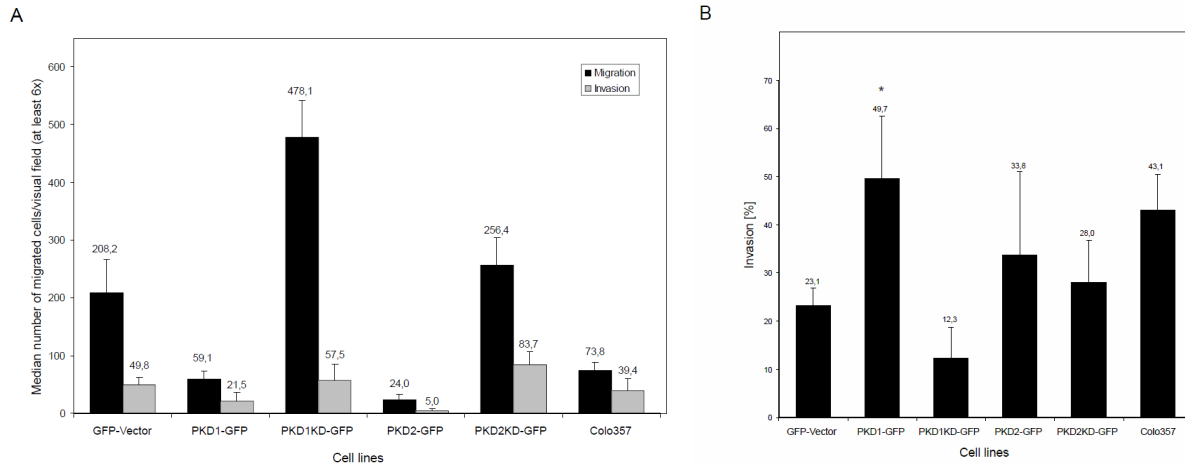 A
Median number of migrated cells/visual field (at least 6x)
600
500
400
300
200
100
0
Migration
Invasion
208,2
49,8
59,1
21,5
478,1
57,5
24,0
5,0
256,4
83,7
73,8
39,4
GFP-Vector
PKD1-GFP
PKD1KD-GFP
PKD2-GFP
PKD2KD-GFP
Colo357
Cell lines
B
Invasion [%]
70
60
50
40
30
20
10
0
23,1
*
49,7
12,3
33,8
28,0
43,1
GFP-Vector
PKD1-GFP
PKD1KD-GFP
PKD2-GFP
PKD2KD-GFP
Colo357
Cell lines